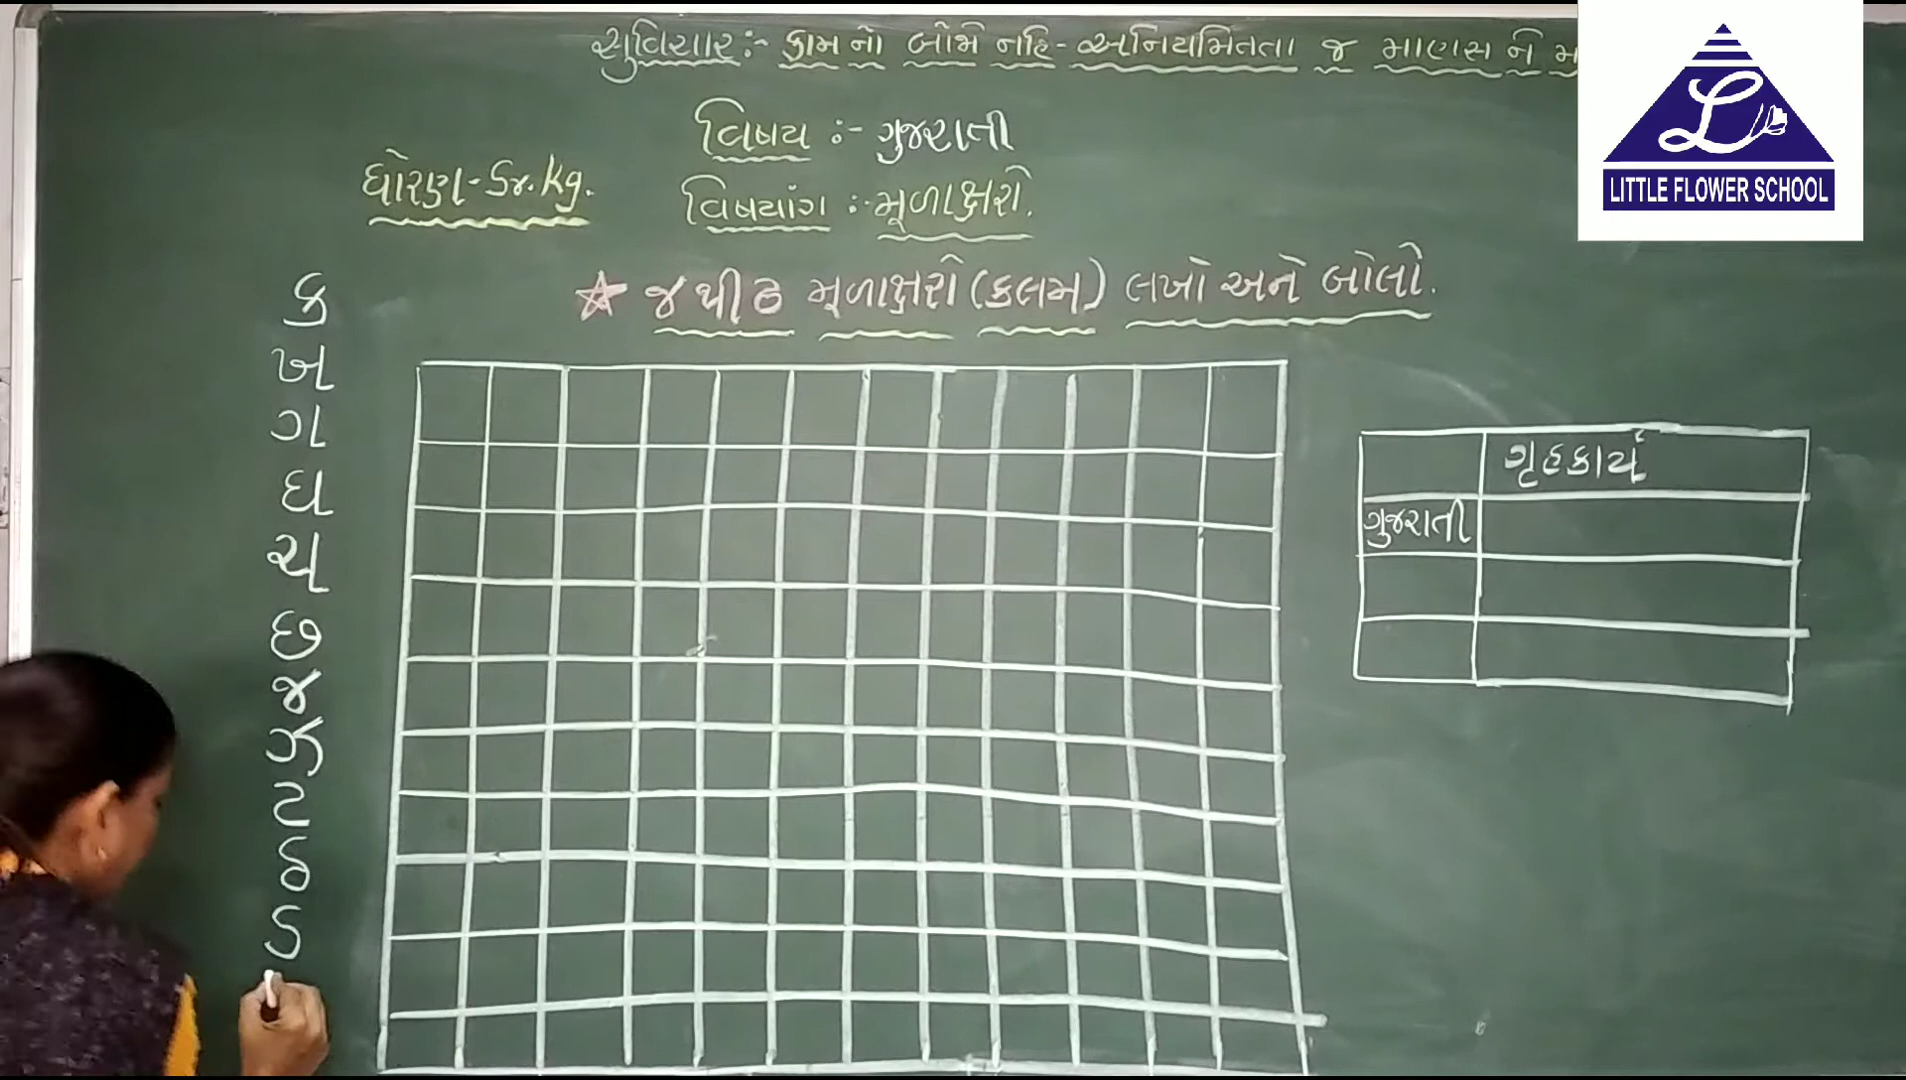 સુવિચાર:- કામ નો બોજો નહિ- અનિયમિતતા જ માણસ ને
LITTLE FLOWER SCHOOL
વિષય :- ગુજરાતી
ધોરણ-Sr.Kg.
વિષયાંગ :- મૂળાક્ષરો.
★ જ થી ઢ મૂળાક્ષરો (કલમ) લખો અને બોલો.
ક
ખ
ગ
ઘ
ચ
છ
જ
ઝ
ટ
ઠ
ડ
ગૃહકાર્ય
ગુજરાતી